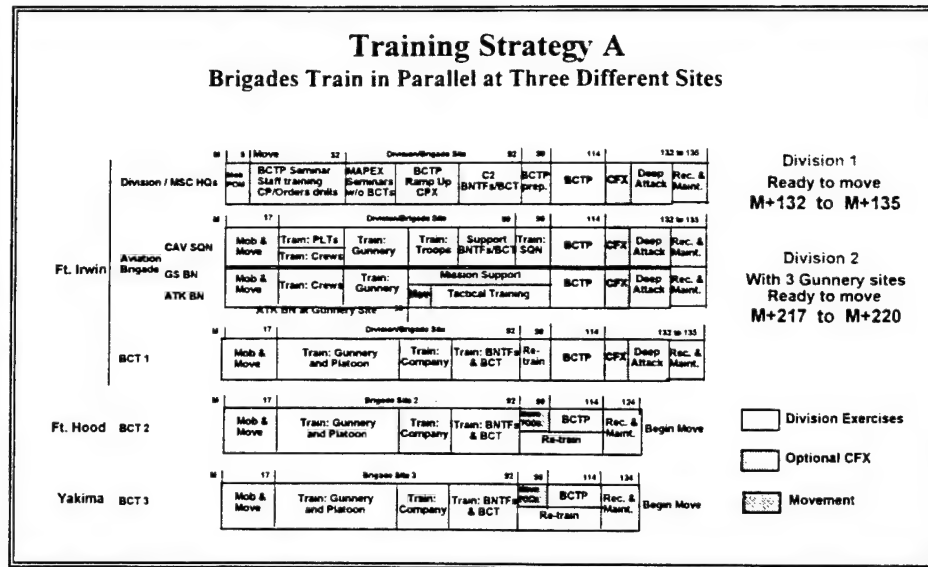 Training Strategy A
Brigades Train in Parallel at Three Different Sites
M Move 52 Division/Brigade Site 92 98 114 132 to 135
Division / MSC HQs
BCTP Seminar
Staff training
CP/Orders drills
MAPEX
Seminars
w/o BCTs
BCTP
Ramp Up
CPX
C2
BNTFs/BCT
BCTP
prep.
BCTP
CFX
Deep
Attack
Rec. &
Maint.
Division 1
Ready to move
M+132 to M+135
Ft. Irwin
Aviation
Brigade
M 17 Division/Brigade Site 98 114 132 to 135
CAV SQN
Mob &
Move
Train: PLTs
Train: Crews
Train:
Gunnery
Train:
Troops
Support
BNTFs/BCT
Train:
SQN
BCTP
CFX
Deep
Attack
Rec. &
Maint.
GS BN
ATK BN
Mob &
Move
Train: Crews
Train:
Gunnery
Mission Support
Move
Tactical Training
BCTP
CFX
Deep
Attack
Rec. &
Maint.
ATK BN at Gunnery Site
Division 2
With 3 Gunnery sites
Ready to move
M+217 to M+220
M 17 Division/Brigade Site 92 98 114 132 to 135
BCT 1
Mob &
Move
Train: Gunnery
and Platoon
Train:
Company
Train: BNTFs
& BCT
Re-
train
BCTP
CFX
Deep
Attack
Rec. &
Maint.
M 17 Brigade Site 2 92 98 114 134
Ft. Hood
BCT 2
Mob &
Move
Train: Gunnery
and Platoon
Train:
Company
Train: BNTFs
& BCT
Move
BCTP
Re-train
Rec. &
Maint.
Begin Move
M 17 Brigade Site 3 92 98 114 134
Yakima
BCT 3
Mob &
Move
Train: Gunnery
and Platoon
Train:
Company
Train: BNTFs
& BCT
Move
BCTP
Re-train
Rec. &
Maint.
Begin Move
Division Exercises
Optional CFX
Movement